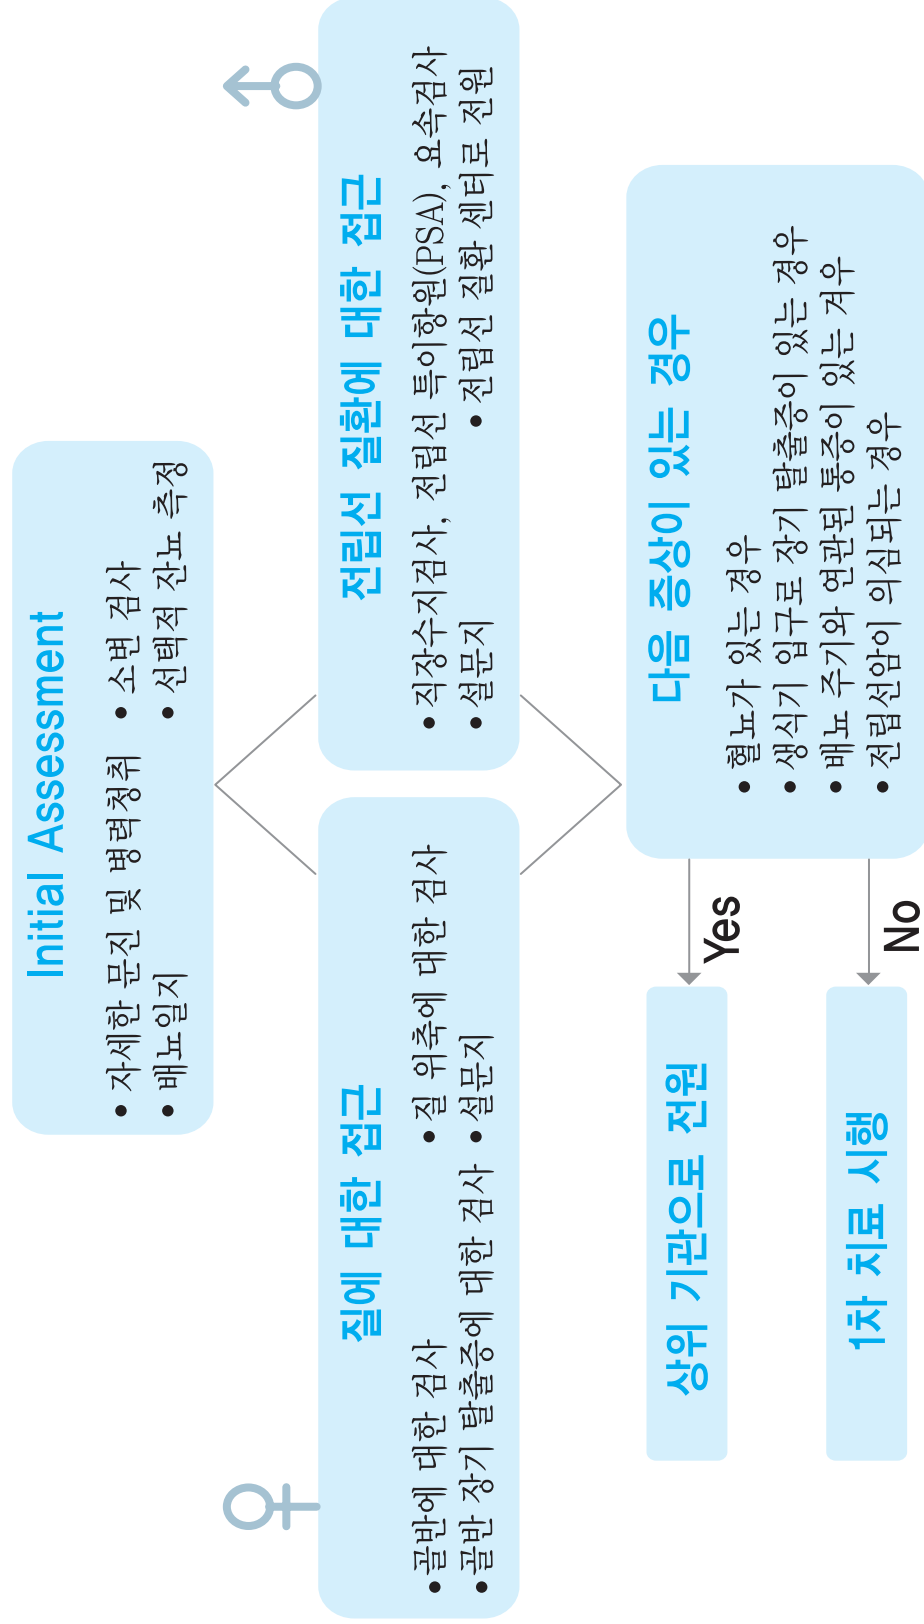 Initial Assessment
• 자세한 문진 및 병력청취 • 소변 검사
• 배뇨일지 • 선택적 잔뇨 측정
질에 대한 접근
• 골반에 대한 검사 • 질 위축에 대한 검사
• 골반 장기 탈출증에 대한 검사 • 설문지
전립선 질환에 대한 접근
• 직장수지검사, 전립선 특이항원(PSA), 요속검사
• 설문지 • 전립선 질환 센터로 전원
다음 증상이 있는 경우
• 혈뇨가 있는 경우
• 생식기 입구로 장기 탈출증이 있는 경우
• 배뇨 주기와 연관된 통증이 있는 겨우
• 전립선암이 의심되는 경우
Yes
상위 기관으로 전원
No
1차 치료 시행